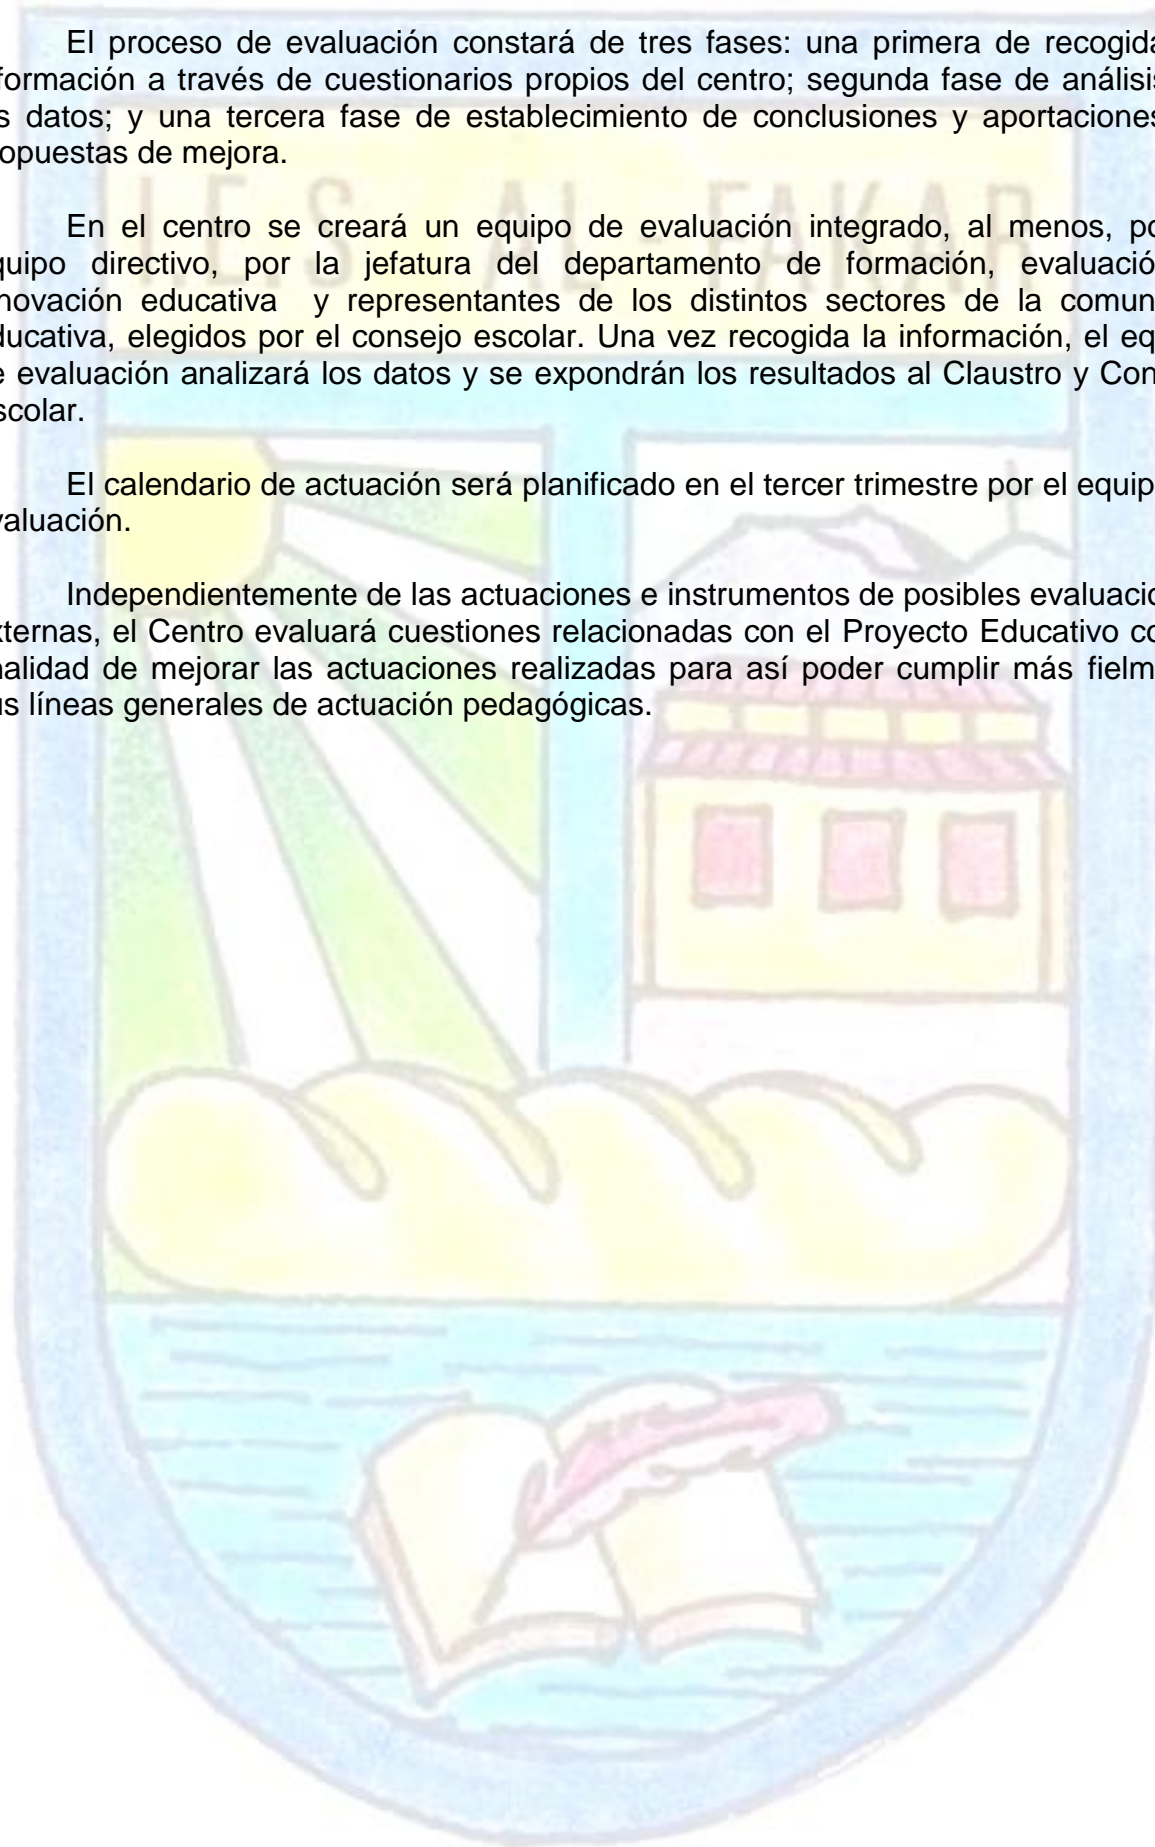 El proceso de evaluación constará de tres fases: una primera de recogida
formación a través de cuestionarios propios del centro; segunda fase de análisis
s datos; y una tercera fase de establecimiento de conclusiones y aportaciones
opuestas de mejora.
I.E.S AL-FAKAR
En el centro se creará un equipo de evaluación integrado, al menos, po
quipo directivo, por la jefatura del departamento de formación, evaluació
novación educativa y representantes de los distintos sectores de la comun
ducativa, elegidos por el consejo escolar. Una vez recogida la información, el eq
e evaluación analizará los datos y se expondrán los resultados al Claustro y Con
scolar.
El calendario de actuación será planificado en el tercer trimestre por el equip
valuación.
Independientemente de las actuaciones e instrumentos de posibles evaluacio
xternas, el Centro evaluará cuestiones relacionadas con el Proyecto Educativo co
nalidad de mejorar las actuaciones realizadas para así poder cumplir más fielm
us líneas generales de actuación pedagógicas.